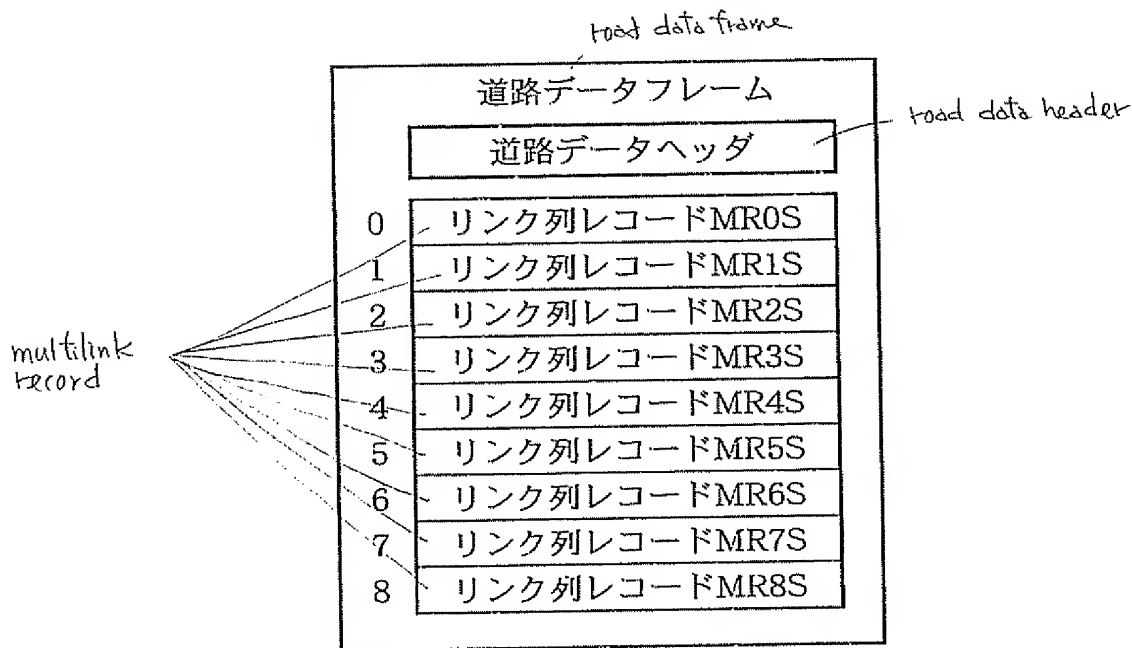 road data frame
道路データフレーム
road data header
道路データヘッダ
0 リンク列レコードMR0S
1 リンク列レコードMR1S
2 リンク列レコードMR2S
multilink
record
3 リンク列レコードMR3S
4 リンク列レコードMR4S
5 リンク列レコードMR5S
6 リンク列レコードMR6S
7 リンク列レコードMR7S
8 リンク列レコードMR8S